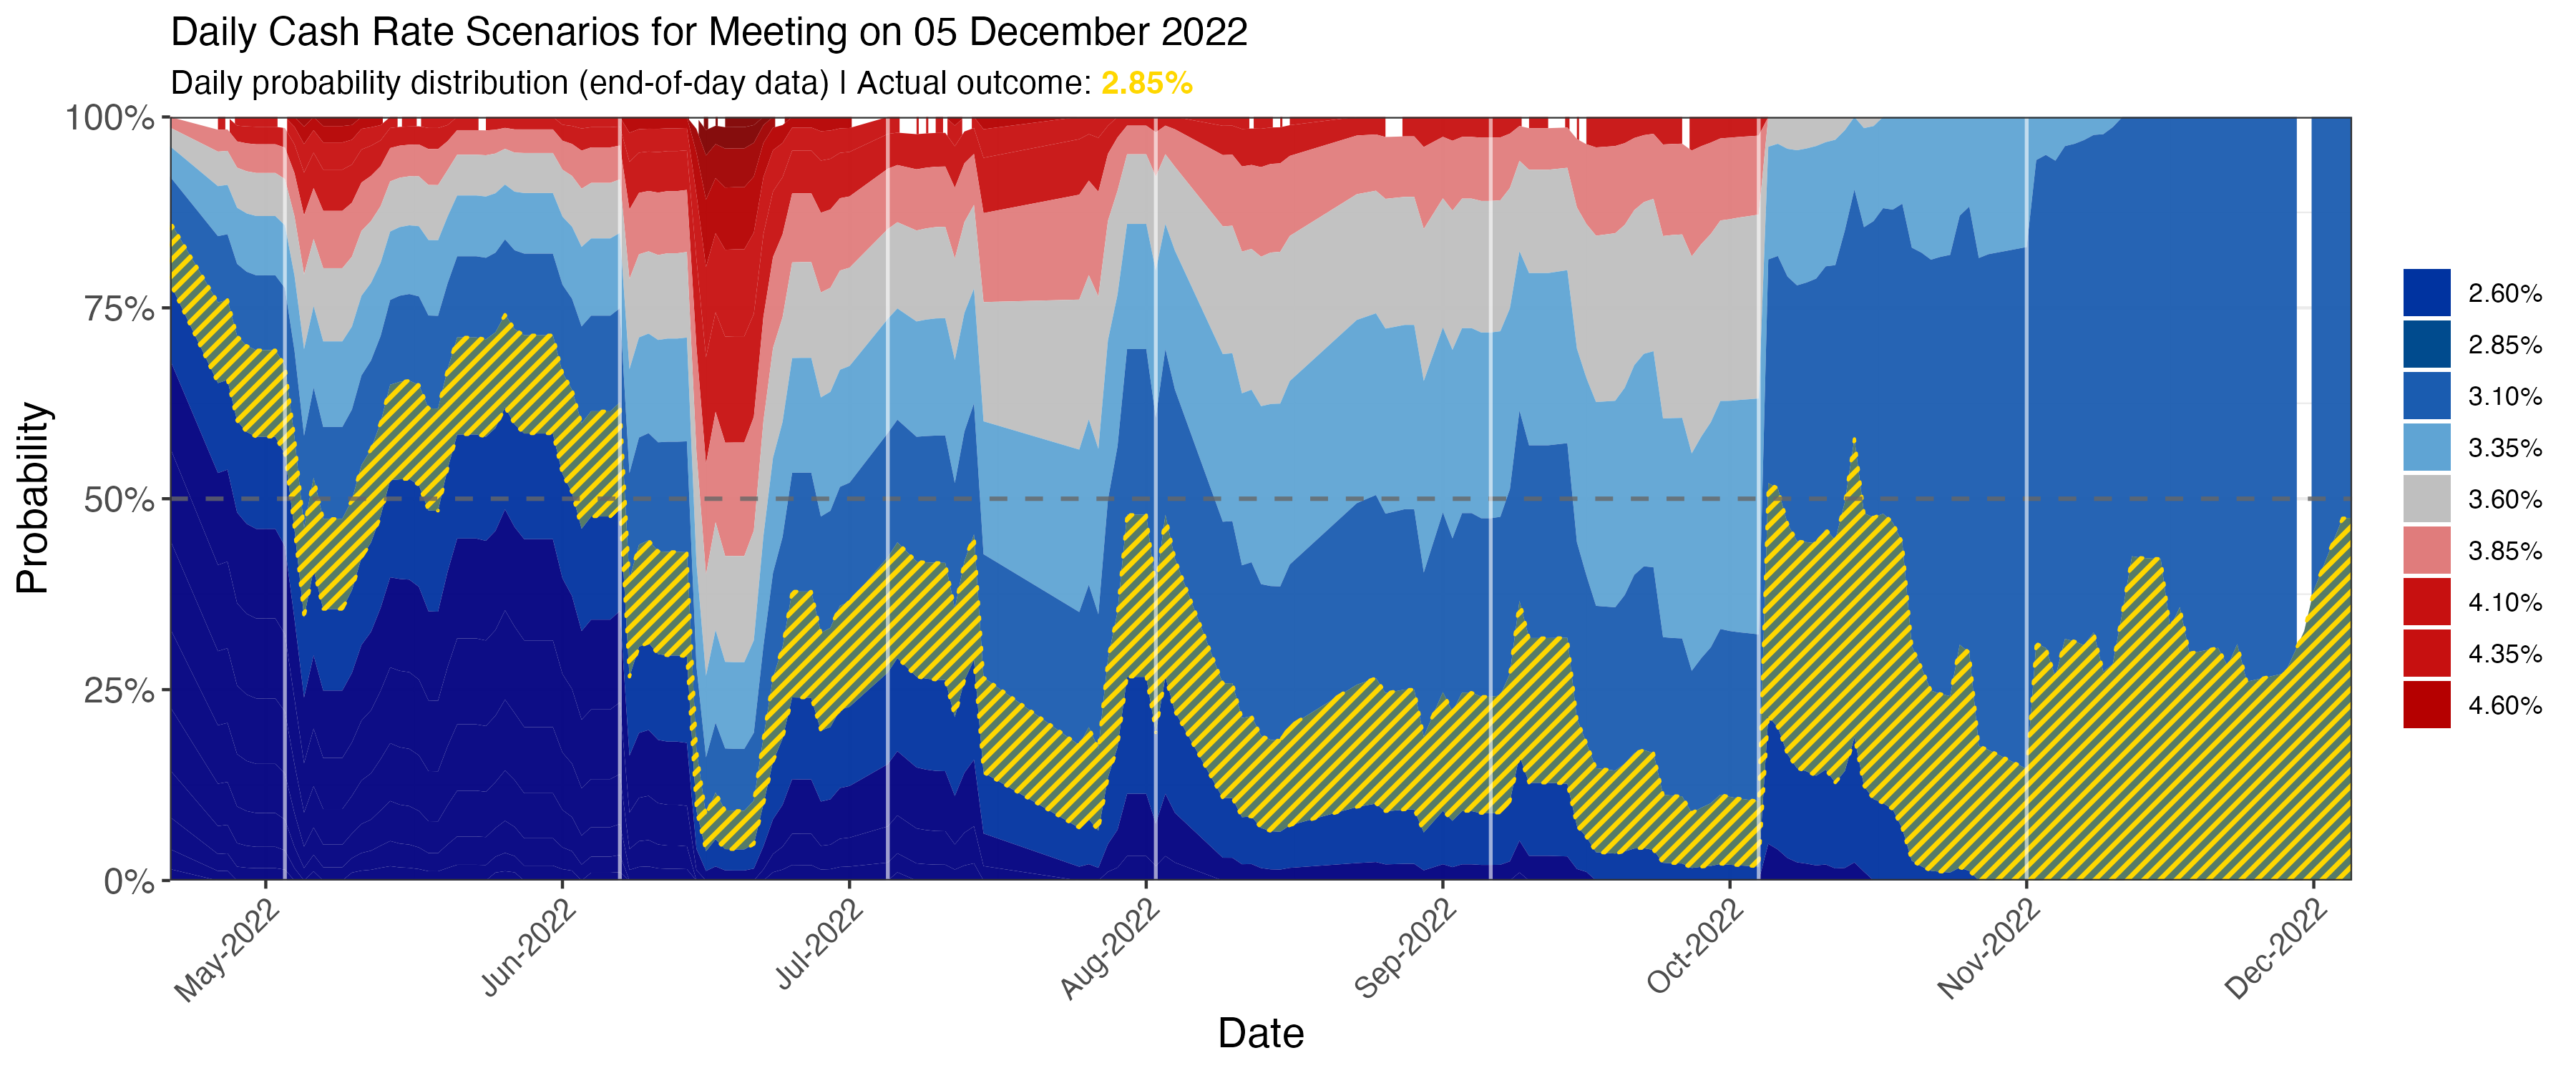 Daily Cash Rate Scenarios for Meeting on 05 December 2022
Daily probability distribution (end-of-day data) | Actual outcome: 2.85%
Probability
100%
75%
50%
25%
0%
May-2022
Jun-2022
Jul-2022
Aug-2022
Sep-2022
Oct-2022
Nov-2022
Dec-2022
Date
2.60%
2.85%
3.10%
3.35%
3.60%
3.85%
4.10%
4.35%
4.60%